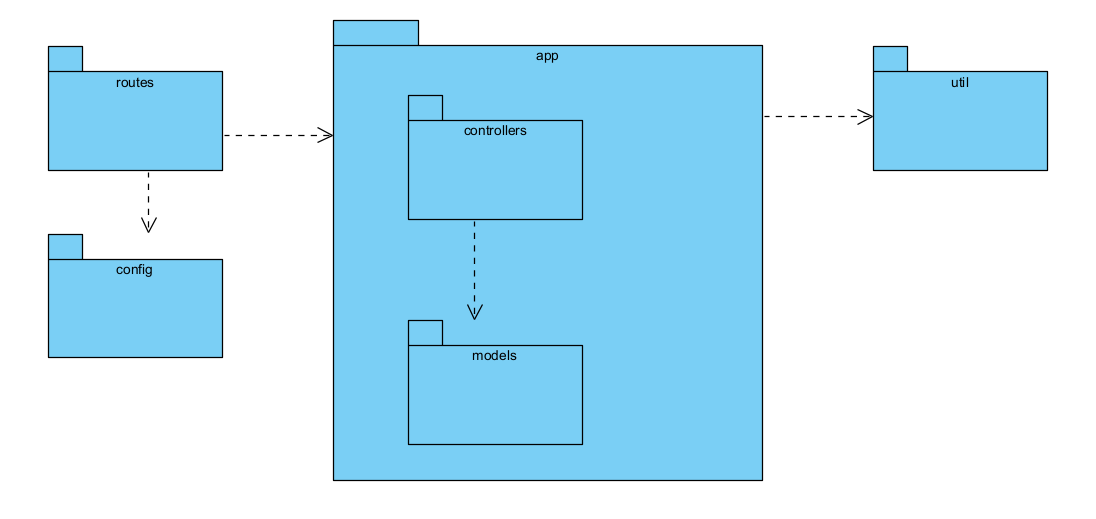 app
routes
util
controllers
config
models